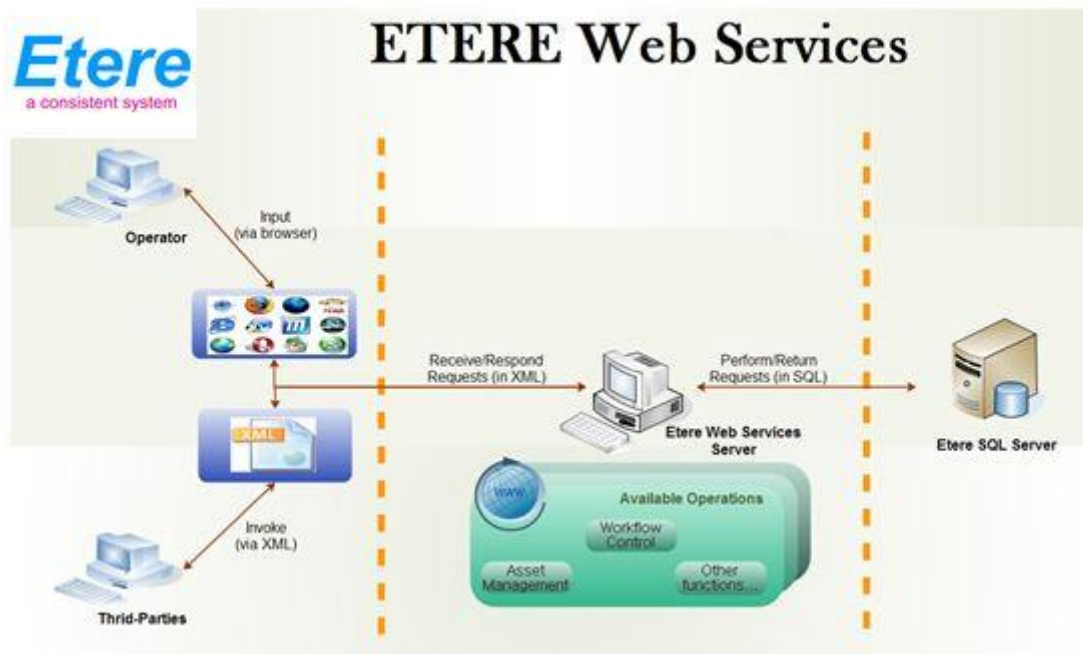 Etere
a consistent system
ETERE Web Services
Operator
Input
(via browser)
Receive/Respond
Requests (in XML)
Perform/Return
Requests (in SQL)
XML
Etere Web Services
Server
Etere SQL Server
www
Available Operations
Workflow
Control
Asset
Management
Other
functions...
Invoke
(via XML)
Thrid-Parties